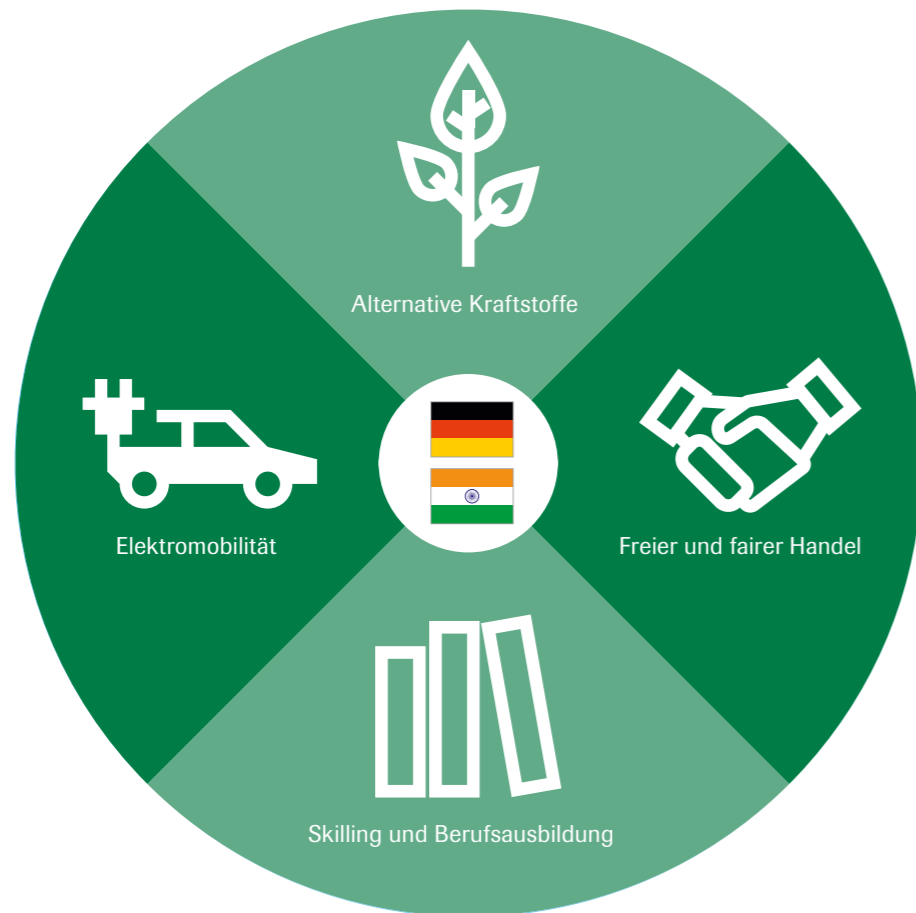 Alternative Kraftstoffe
Elektromobilität
Freier und fairer Handel
Skilling und Berufsausbildung